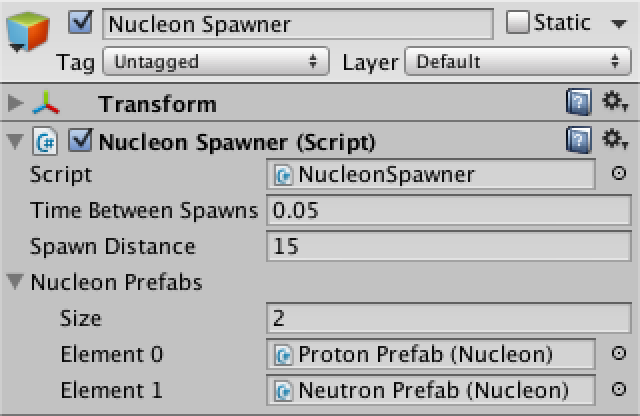 Nucleon Spawner Static
Tag Untagged Layer Default
Transform
C# Nucleon Spawner (Script)
Script C# NucleonSpawner
Time Between Spawns 0.05
Spawn Distance 15
Nucleon Prefabs
Size 2
Element 0 C# Proton Prefab (Nucleon)
Element 1 C# Neutron Prefab (Nucleon)